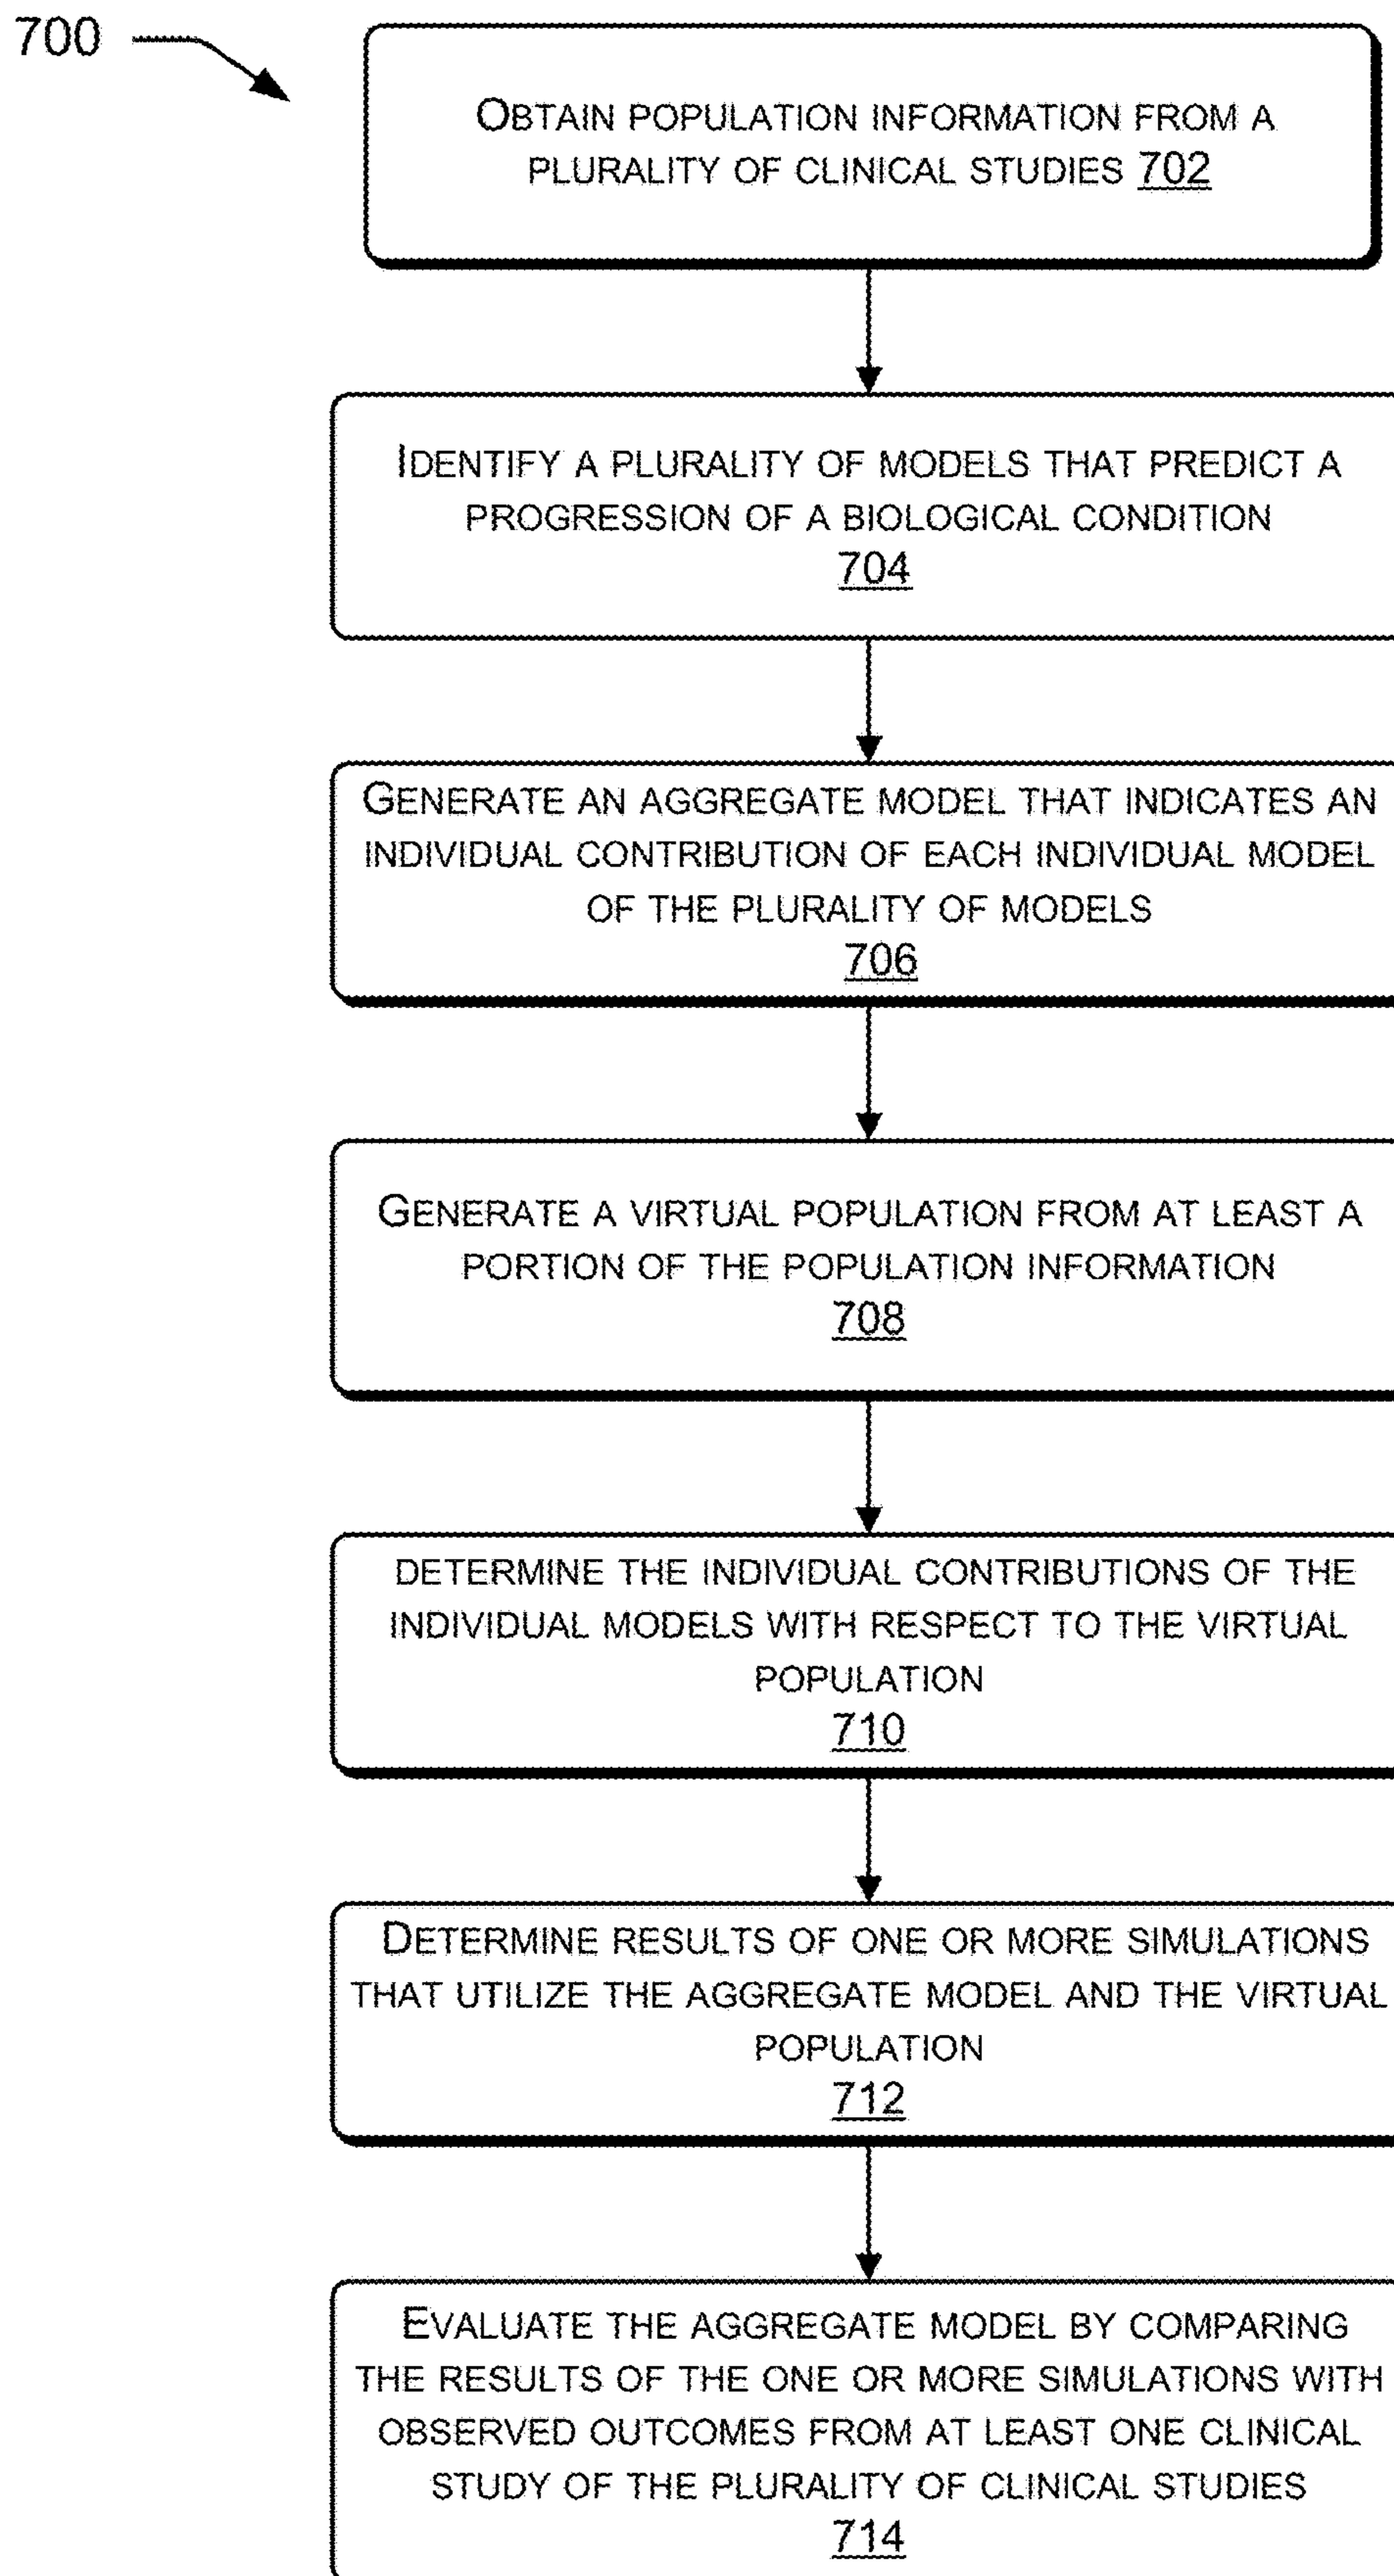 700
OBTAIN POPULATION INFORMATION FROM A
PLURALITY OF CLINICAL STUDIES 702
IDENTIFY A PLURALITY OF MODELS THAT PREDICT A
PROGRESSION OF A BIOLOGICAL CONDITION
704
GENERATE AN AGGREGATE MODEL THAT INDICATES AN
INDIVIDUAL CONTRIBUTION OF EACH INDIVIDUAL MODEL
OF THE PLURALITY OF MODELS
706
GENERATE A VIRTUAL POPULATION FROM AT LEAST A
PORTION OF THE POPULATION INFORMATION
708
DETERMINE THE INDIVIDUAL CONTRIBUTIONS OF THE
INDIVIDUAL MODELS WITH RESPECT TO THE VIRTUAL
POPULATION
710
DETERMINE RESULTS OF ONE OR MORE SIMULATIONS
THAT UTILIZE THE AGGREGATE MODEL AND THE VIRTUAL
POPULATION
712
EVALUATE THE AGGREGATE MODEL BY COMPARING
THE RESULTS OF THE ONE OR MORE SIMULATIONS WITH
OBSERVED OUTCOMES FROM AT LEAST ONE CLINICAL
STUDY OF THE PLURALITY OF CLINICAL STUDIES
714